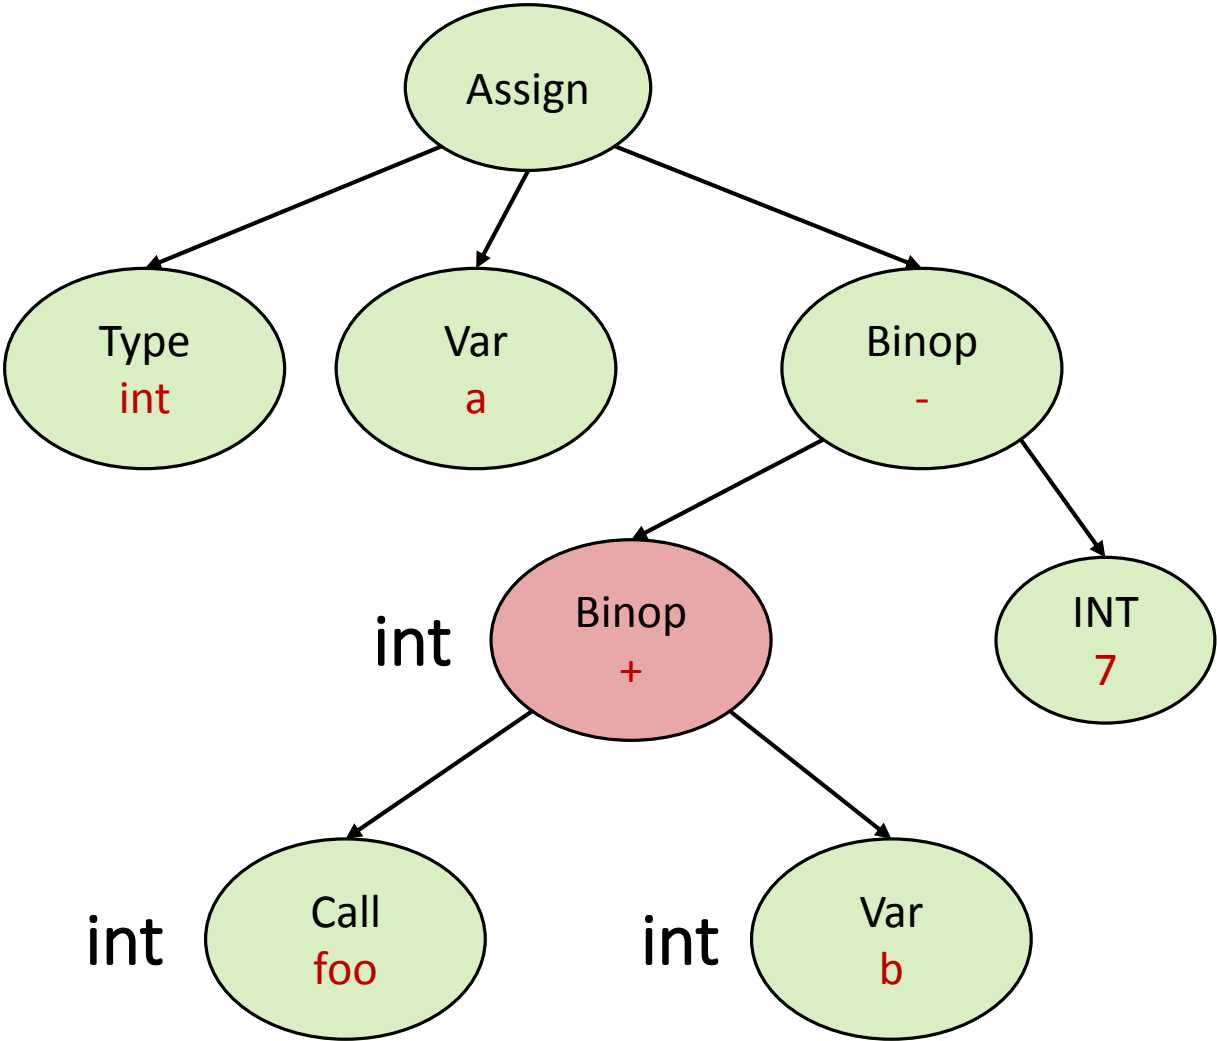 Assign
Type
int
Var
a
Binop
-
int
Binop
+
INT
7
int
Call
foo
int
Var
b